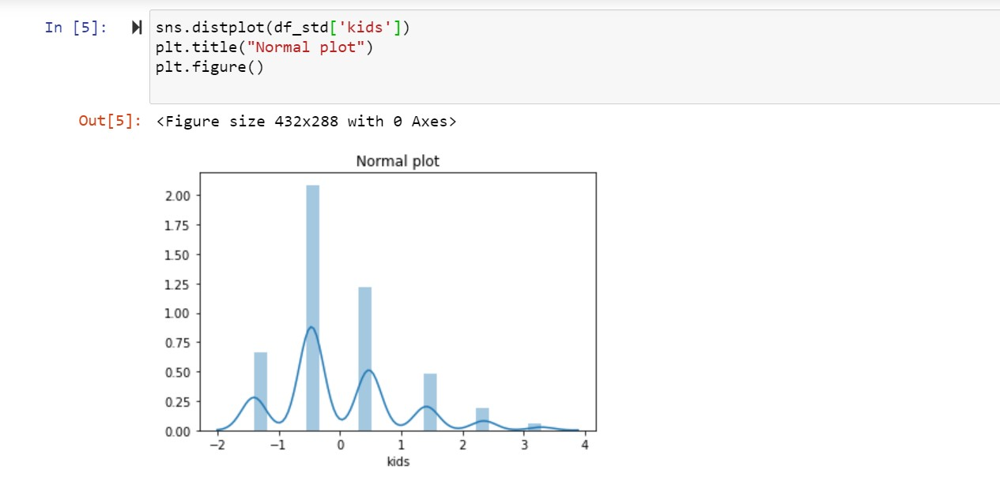 In [5]:
sns.distplot(df_std['kids'])
plt.title("Normal plot")
plt.figure()
Out[5]: <Figure size 432x288 with 0 Axes>
Normal plot
2.00
1.75
1.50
1.25
1.00
0.75
0.50
0.25
0.00
−2 −1 0 1 2 3 4
kids